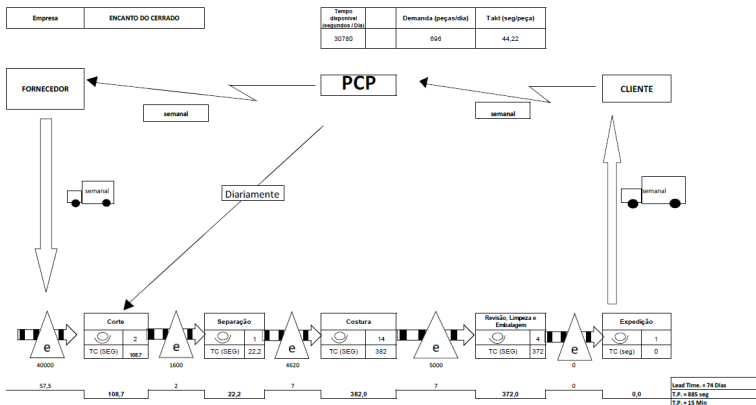 Empresa ENCANTO DO CERRADO
Tempo disponível (segundos / Dia) Demanda (peças/dia) Takt (seg/peça)
30780 696 44,22
FORNECEDOR PCP CLIENTE
semanal semanal
semanal Diariamente semanal
Corte Separação Costura Revisão, Limpeza e Embalagem Expedição
e 2 e 1 e 14 e 4 e 1
TC (SEG) 108,7 TC (SEG) 22,2 TC (SEG) 382 TC (SEG) 372 TC (seg) 0
40000 1600 4620 5000 0
57,5 2 7 7 0
108,7 22,2 382,0 372,0 0,0
Lead Time. = 74 Dias
T.P. = 885 seg
T.P. = 15 Min